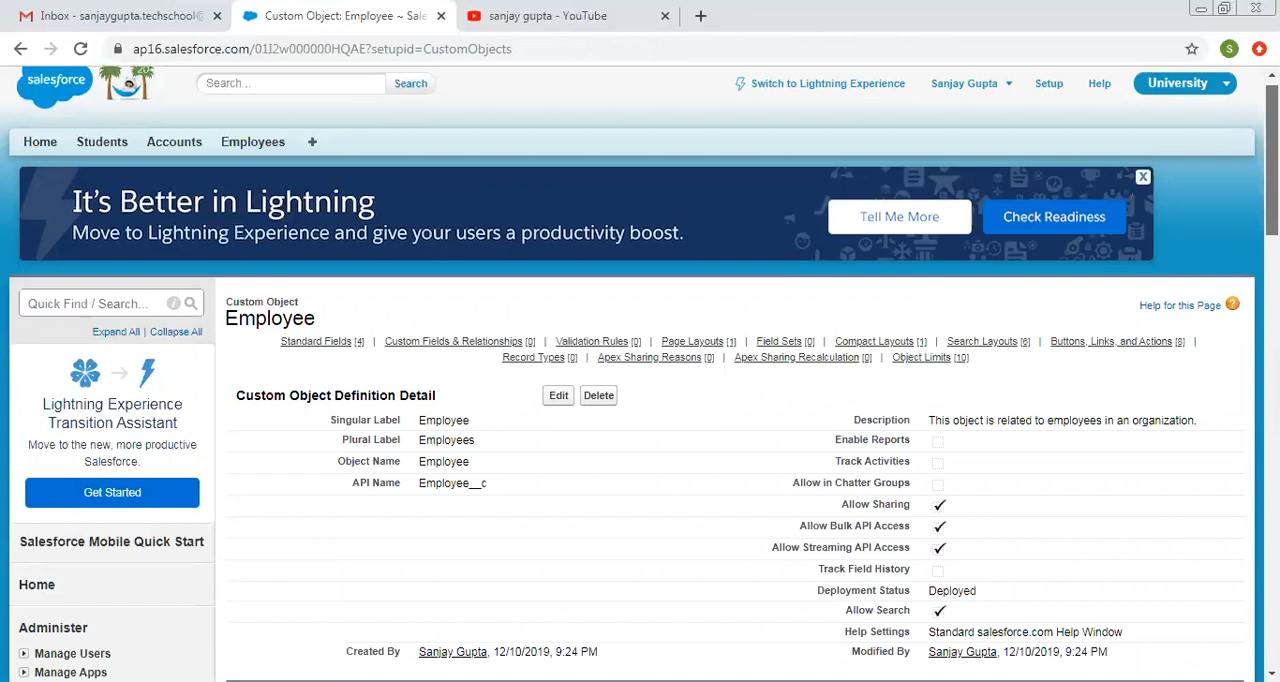 Inbox - sanjaygupta.techschool@
Custom Object: Employee ~ Sale
sanjay gupta - YouTube
ap16.salesforce.com/01I2w000000HQAE?setupid=CustomObjects
S
salesforce
Search...
Search
Switch to Lightning Experience
Sanjay Gupta
Setup
Help
University
Home
Students
Accounts
Employees
+
It's Better in Lightning
Move to Lightning Experience and give your users a productivity boost.
Tell Me More
Check Readiness
X
Quick Find / Search...
Expand All | Collapse All
Lightning Experience
Transition Assistant
Move to the new, more productive
Salesforce.
Get Started
Salesforce Mobile Quick Start
Home
Administer
Manage Users
Manage Apps
Custom Object
Employee
Help for this Page
Standard Fields [4] | Custom Fields & Relationships [0] | Validation Rules [0] | Page Layouts [1] | Field Sets [0] | Compact Layouts [1] | Search Layouts [6] | Buttons, Links, and Actions [8] |
Record Types [0] | Apex Sharing Reasons [0] | Apex Sharing Recalculation [0] | Object Limits [10]
Custom Object Definition Detail
Edit
Delete
Singular Label Employee
Description This object is related to employees in an organization.
Plural Label Employees
Enable Reports
Object Name Employee
Track Activities
API Name Employee__c
Allow in Chatter Groups
Allow Sharing
Allow Bulk API Access
Allow Streaming API Access
Track Field History
Deployment Status Deployed
Allow Search
Help Settings Standard salesforce.com Help Window
Created By Sanjay Gupta, 12/10/2019, 9:24 PM
Modified By Sanjay Gupta, 12/10/2019, 9:24 PM